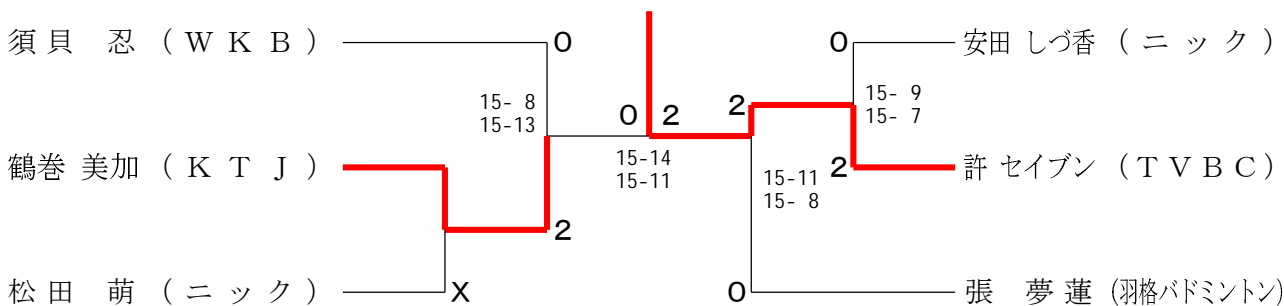 須貝 忍 (WKB)
0
15- 8
15-13
鶴巻 美加 (KTJ)
2
松田 萌 (ニック)
X
0 2
15-14
15-11
安田 しづ香 (ニック)
0
15- 9
15- 7
2
許 セイブン (TVBC)
2
15-11
15- 8
張 夢蓮 (羽格バドミントン)
0